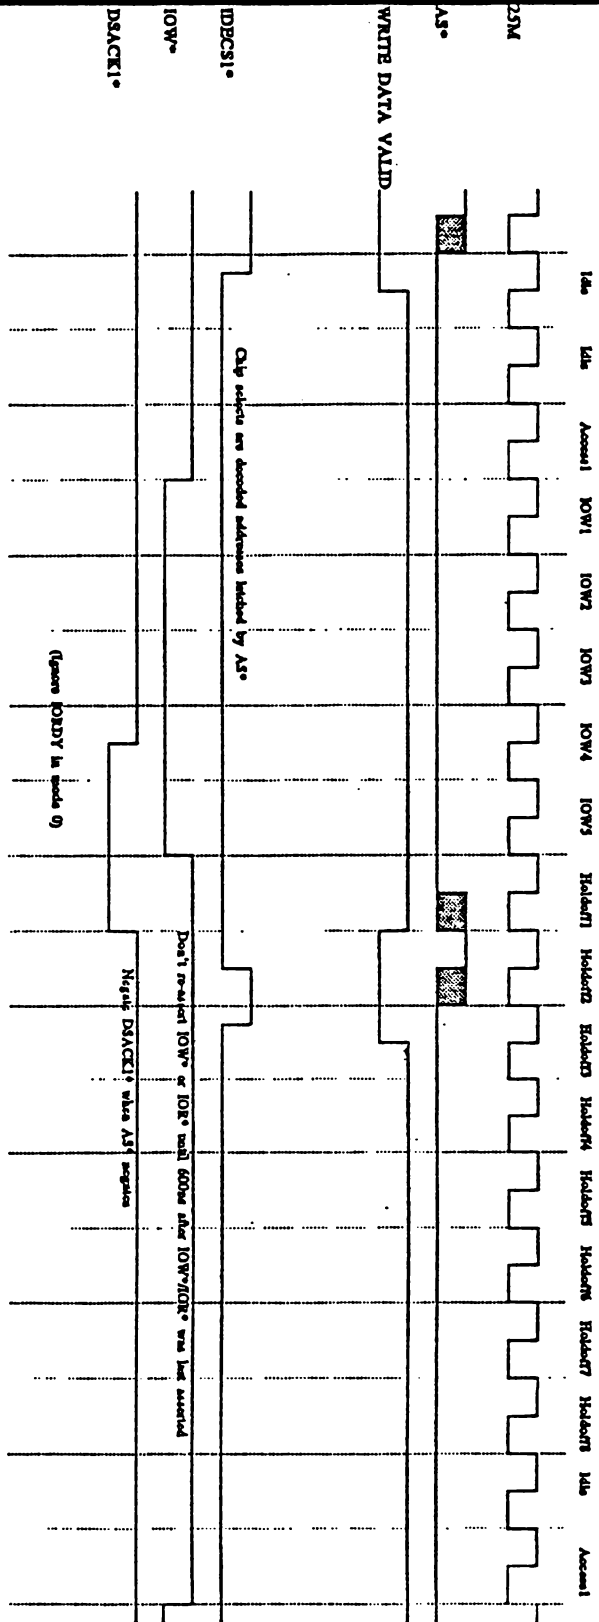 Idle Idle Access1 IOW1 IOW2 IOW3 IOW4 IOW5 Holdoff1 Holdoff2 Holdoff3 Holdoff4 Holdoff5 Holdoff6 Holdoff7 Holdoff8 Idle Access1
25M
AS*
WRITE DATA VALID
IDECS1*
Chip selects are decoded addresses latched by AS*
IOW*
Don't re-assert IOW* or IOR* until 600ns after IOW*/IOR* was last asserted
DSACK1*
Negate DSACK1* when AS* negates
(Ignore IORDY in mode 0)